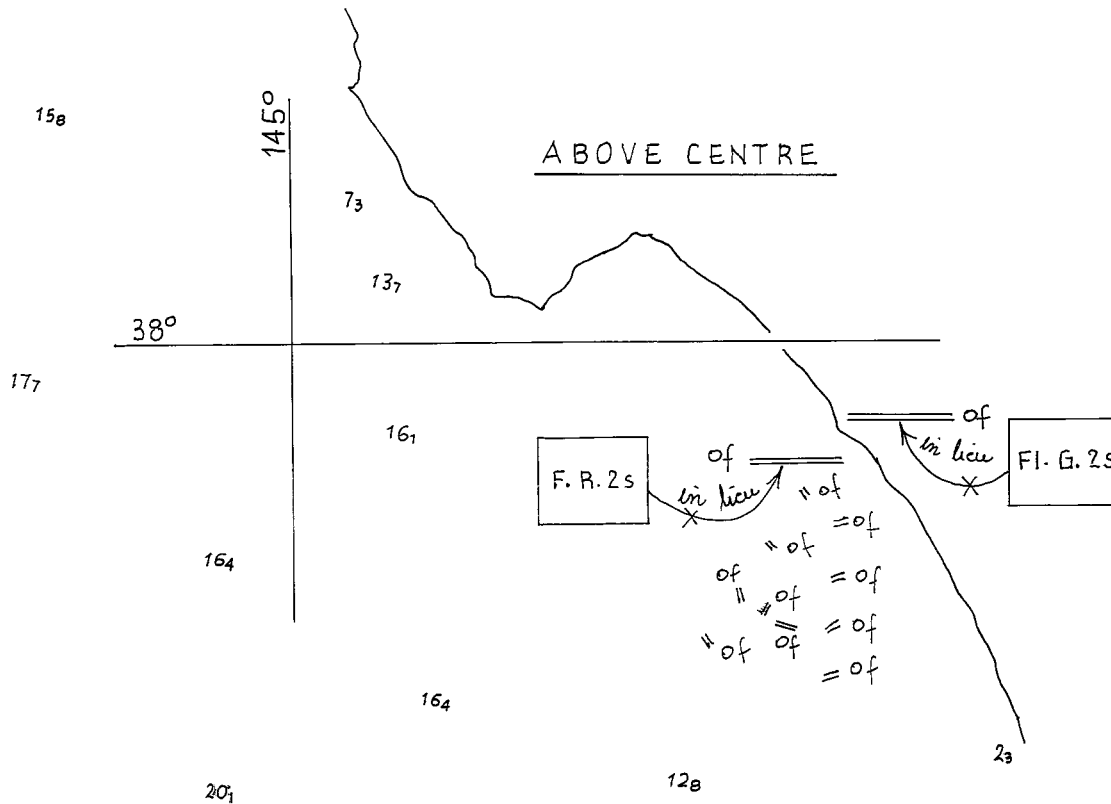 15₈
145°
ABOVE CENTRE
7₃
13₇
38°
17₇
of
in lieu
Fl. G. 2s
16₁
F. R. 2s
in lieu
of
" of
= of
" of
of
"
= of
= of
= of
of
= of
" of
= of
16₄
16₄
2₃
12₈
20₁